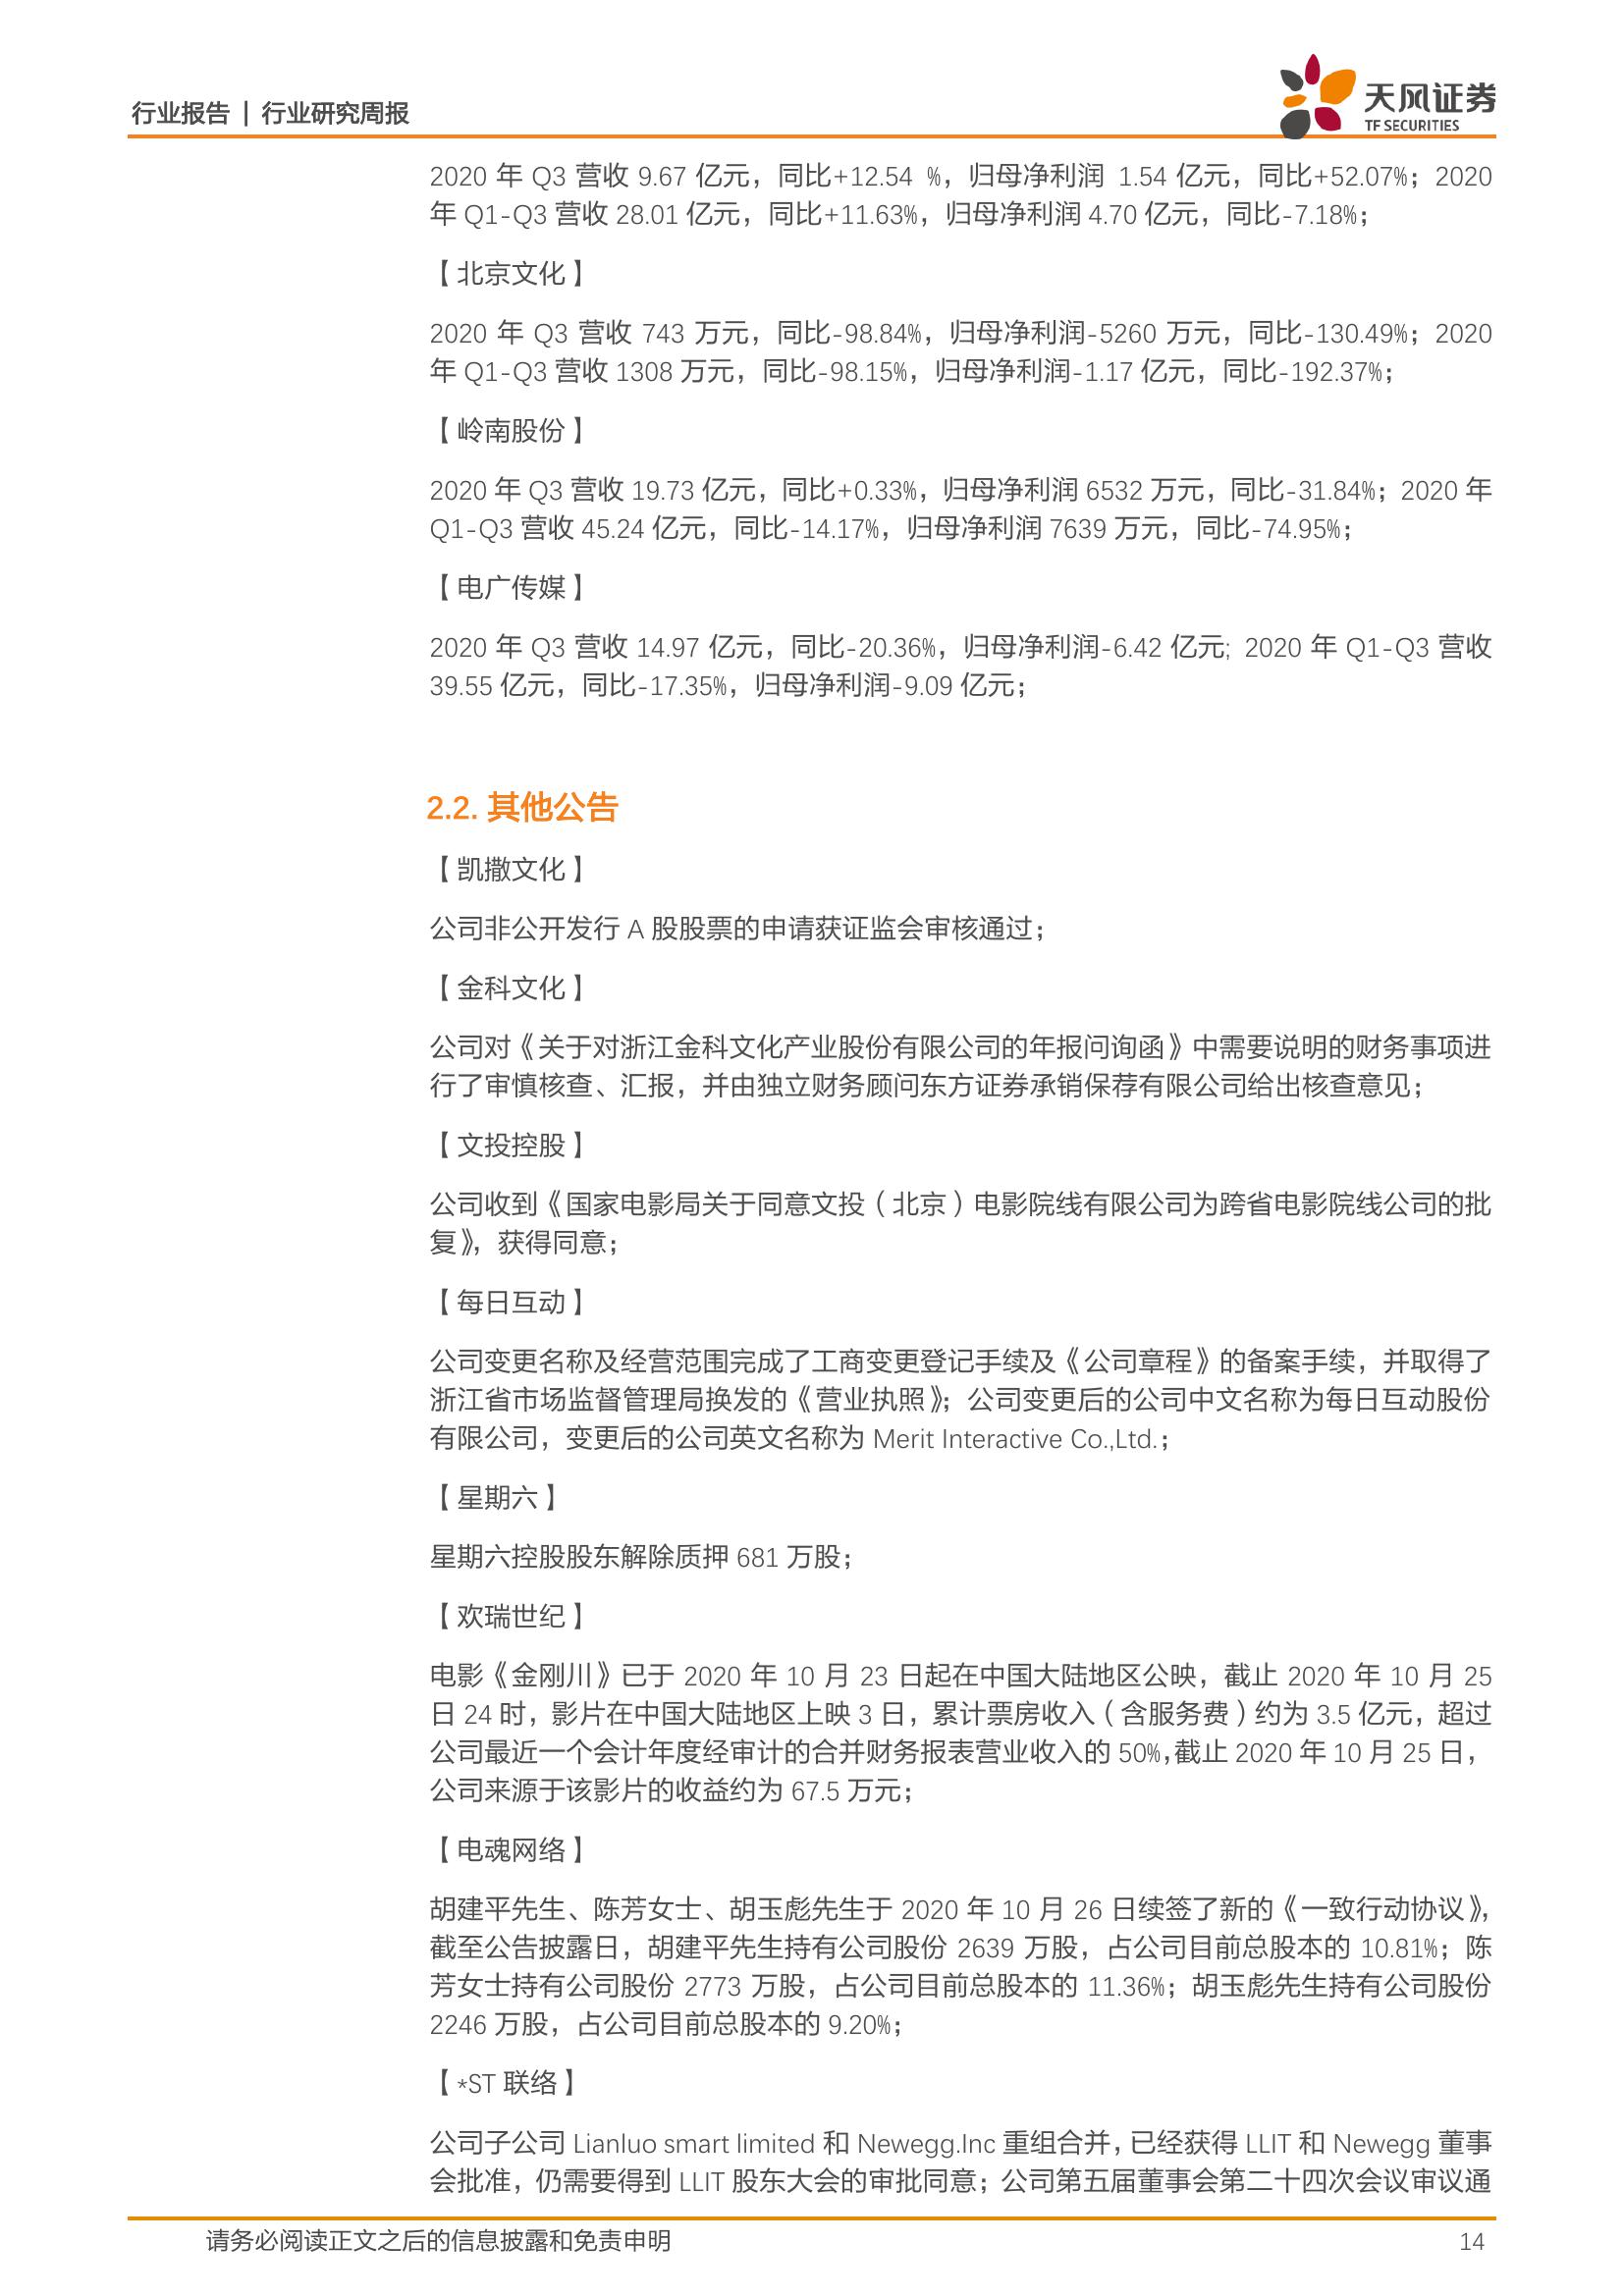 行业报告 | 行业研究周报
天风证券
TF SECURITIES
2020 年 Q3 营收 9.67 亿元，同比+12.54 %，归母净利润 1.54 亿元，同比+52.07%；2020
年 Q1-Q3 营收 28.01 亿元，同比+11.63%，归母净利润 4.70 亿元，同比-7.18%；
【北京文化】
2020 年 Q3 营收 743 万元，同比-98.84%，归母净利润-5260 万元，同比-130.49%；2020
年 Q1-Q3 营收 1308 万元，同比-98.15%，归母净利润-1.17 亿元，同比-192.37%；
【岭南股份】
2020 年 Q3 营收 19.73 亿元，同比+0.33%，归母净利润 6532 万元，同比-31.84%；2020 年
Q1-Q3 营收 45.24 亿元，同比-14.17%，归母净利润 7639 万元，同比-74.95%；
【电广传媒】
2020 年 Q3 营收 14.97 亿元，同比-20.36%，归母净利润-6.42 亿元; 2020 年 Q1-Q3 营收
39.55 亿元，同比-17.35%，归母净利润-9.09 亿元；
2.2. 其他公告
【凯撒文化】
公司非公开发行 A 股股票的申请获证监会审核通过；
【金科文化】
公司对《关于对浙江金科文化产业股份有限公司的年报问询函》中需要说明的财务事项进
行了审慎核查、汇报，并由独立财务顾问东方证券承销保荐有限公司给出核查意见；
【文投控股】
公司收到《国家电影局关于同意文投（北京）电影院线有限公司为跨省电影院线公司的批
复》，获得同意；
【每日互动】
公司变更名称及经营范围完成了工商变更登记手续及《公司章程》的备案手续，并取得了
浙江省市场监督管理局换发的《营业执照》；公司变更后的公司中文名称为每日互动股份
有限公司，变更后的公司英文名称为 Merit Interactive Co.,Ltd.；
【星期六】
星期六控股股东解除质押 681 万股；
【欢瑞世纪】
电影《金刚川》已于 2020 年 10 月 23 日起在中国大陆地区公映，截止 2020 年 10 月 25
日 24 时，影片在中国大陆地区上映 3 日，累计票房收入（含服务费）约为 3.5 亿元，超过
公司最近一个会计年度经审计的合并财务报表营业收入的 50%，截止 2020 年 10 月 25 日，
公司来源于该影片的收益约为 67.5 万元；
【电魂网络】
胡建平先生、陈芳女士、胡玉彪先生于 2020 年 10 月 26 日续签了新的《一致行动协议》，
截至公告披露日，胡建平先生持有公司股份 2639 万股，占公司目前总股本的 10.81%；陈
芳女士持有公司股份 2773 万股，占公司目前总股本的 11.36%；胡玉彪先生持有公司股份
2246 万股，占公司目前总股本的 9.20%；
【*ST 联络】
公司子公司 Lianluo smart limited 和 Newegg.Inc 重组合并，已经获得 LLIT 和 Newegg 董事
会批准，仍需要得到 LLIT 股东大会的审批同意；公司第五届董事会第二十四次会议审议通
请务必阅读正文之后的信息披露和免责申明
14